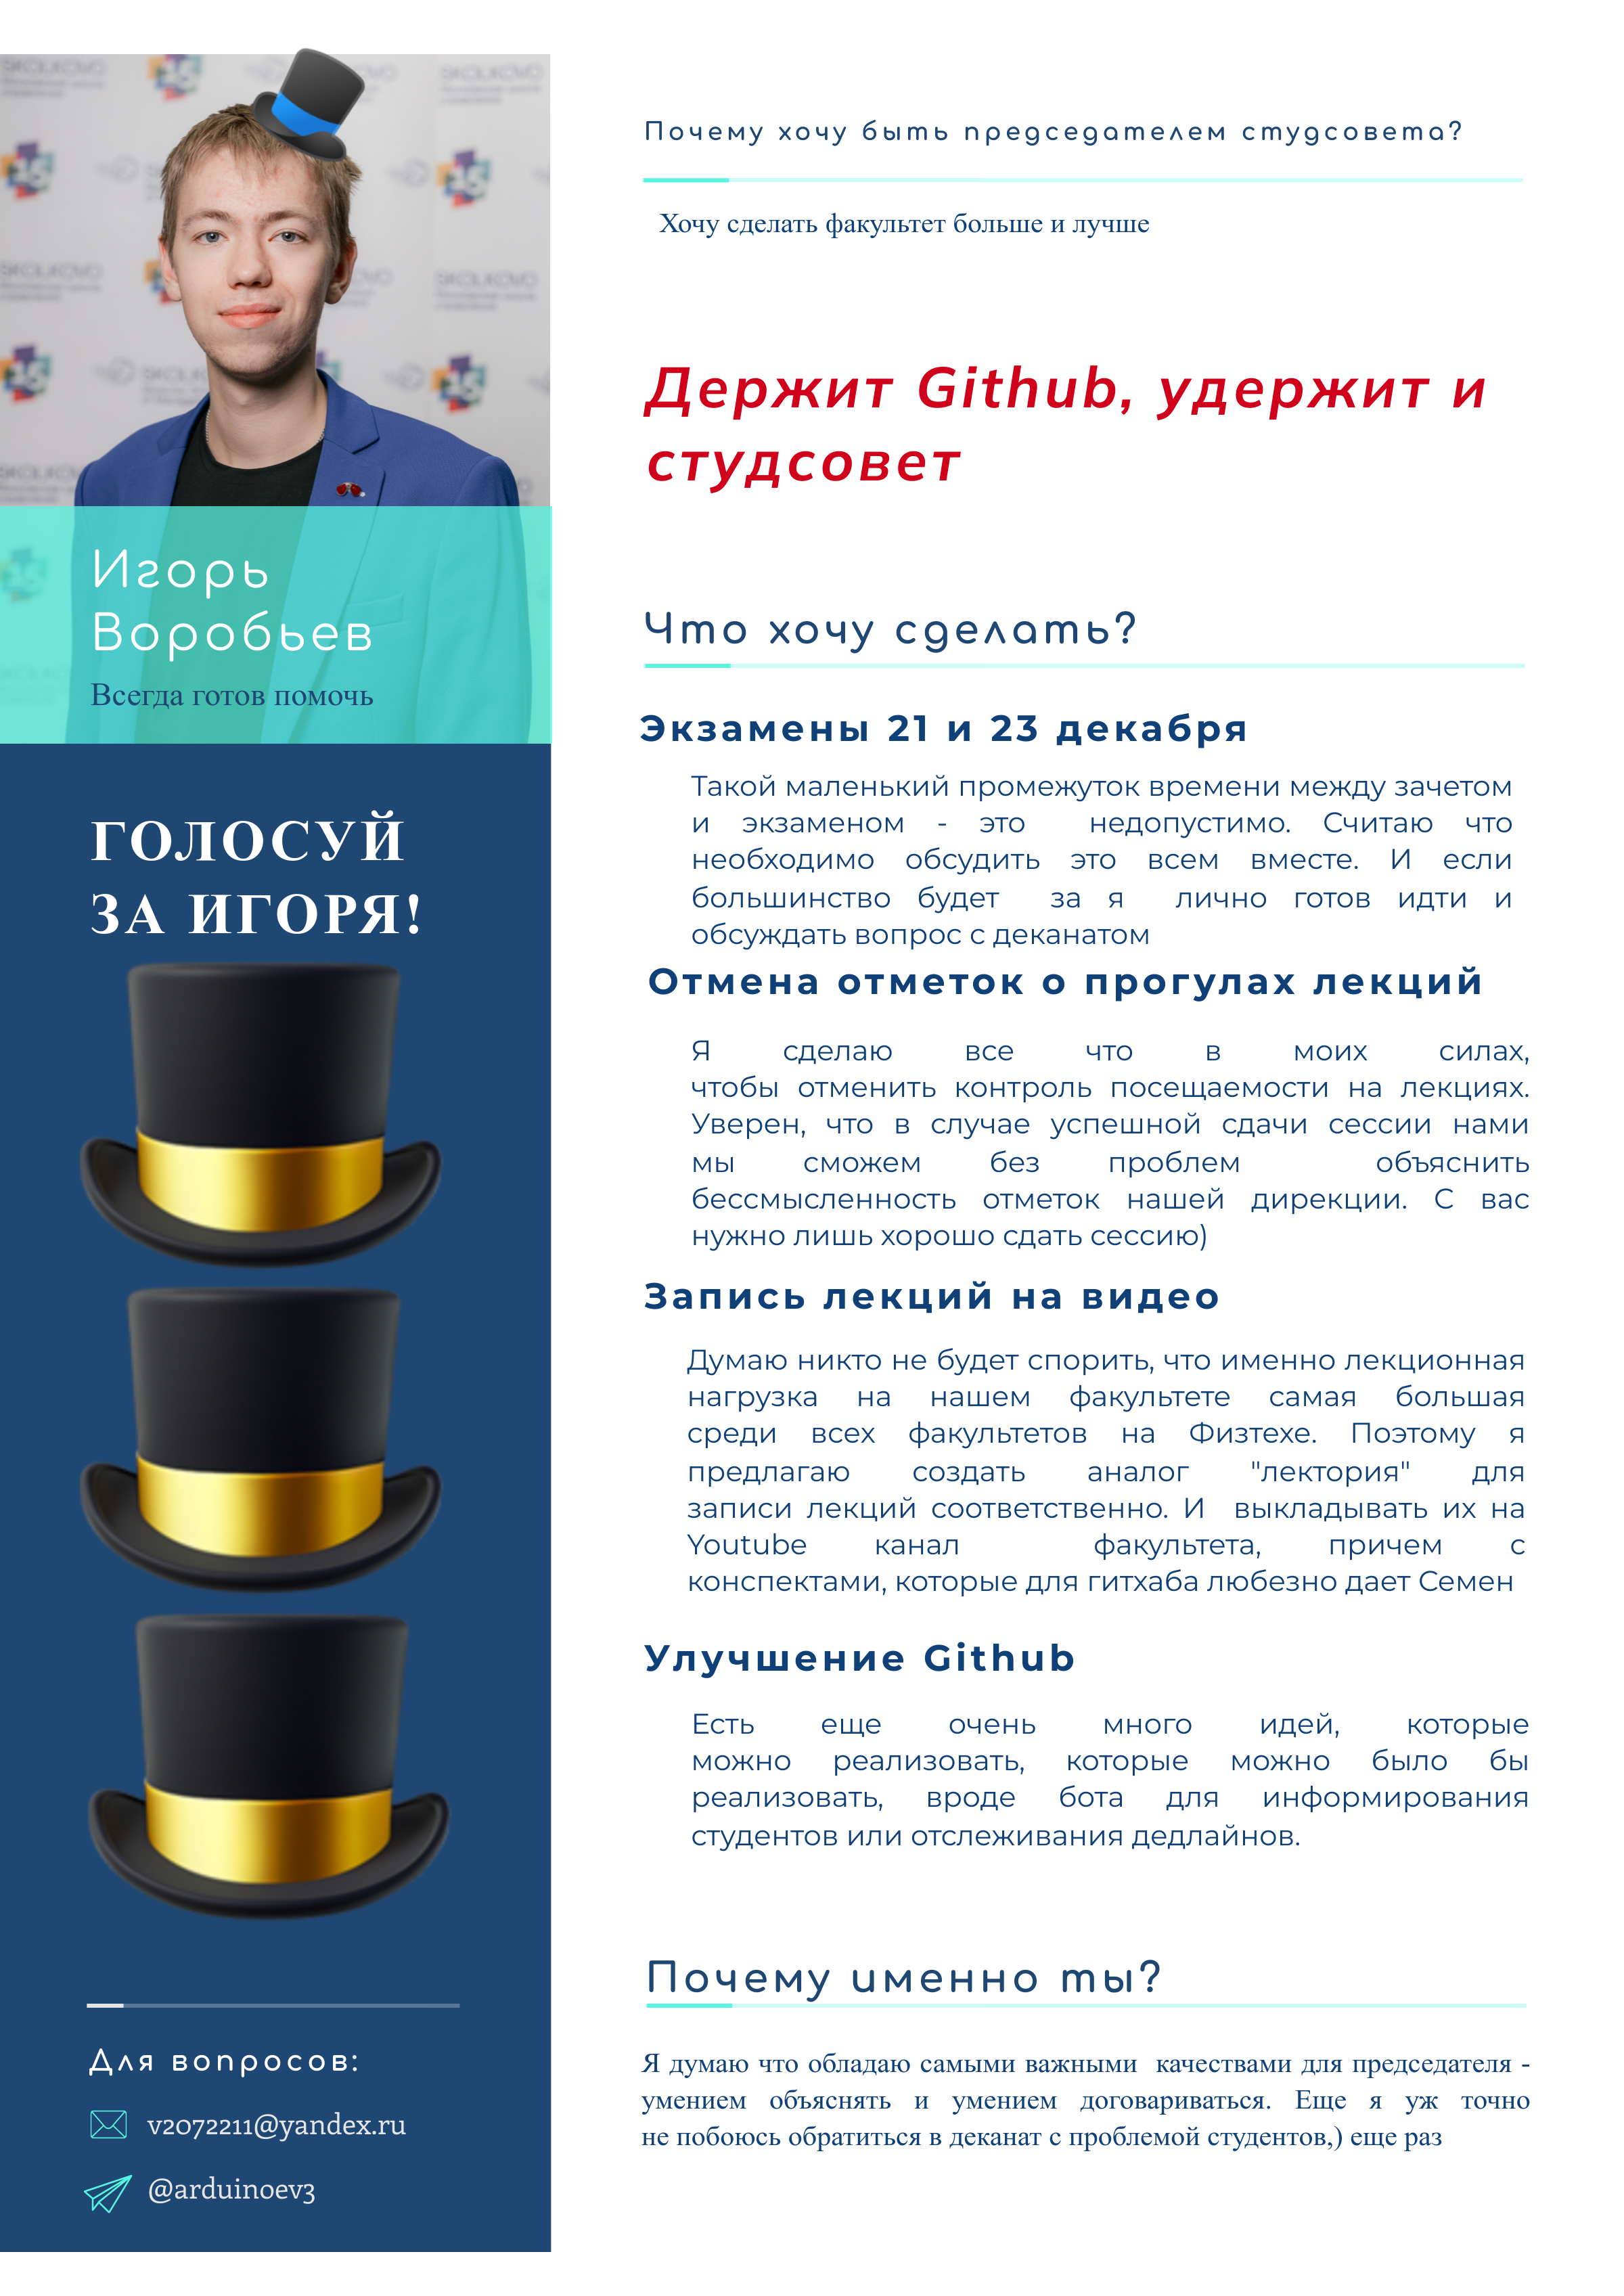 SKOLKOVO
Игорь
Воробьев
Всегда готов помочь
ГОЛОСУЙ
ЗА ИГОРЯ!
Для вопросов:
v2072211@yandex.ru
@arduinoev3
Почему хочу быть председателем студсовета?
Хочу сделать факультет больше и лучше
Держит Github, удержит и
студсовет
Что хочу сделать?
Экзамены 21 и 23 декабря
Такой маленький промежуток времени между зачетом
и экзаменом - это недопустимо. Считаю что
необходимо обсудить это всем вместе. И если
большинство будет за я лично готов идти и
обсуждать вопрос с деканатом
Отмена отметок о прогулах лекций
Я сделаю все что в моих силах,
чтобы отменить контроль посещаемости на лекциях.
Уверен, что в случае успешной сдачи сессии нами
мы сможем без проблем объяснить
бессмысленность отметок нашей дирекции. С вас
нужно лишь хорошо сдать сессию)
Запись лекций на видео
Думаю никто не будет спорить, что именно лекционная
нагрузка на нашем факультете самая большая
среди всех факультетов на Физтехе. Поэтому я
предлагаю создать аналог "лектория" для
записи лекций соответственно. И выкладывать их на
Youtube канал факультета, причем с
конспектами, которые для гитхаба любезно дает Семен
Улучшение Github
Есть еще очень много идей, которые
можно реализовать, которые можно было бы
реализовать, вроде бота для информирования
студентов или отслеживания дедлайнов.
Почему именно ты?
Я думаю что обладаю самыми важными качествами для председателя -
умением объяснять и умением договариваться. Еще я уж точно
не побоюсь обратиться в деканат с проблемой студентов,) еще раз